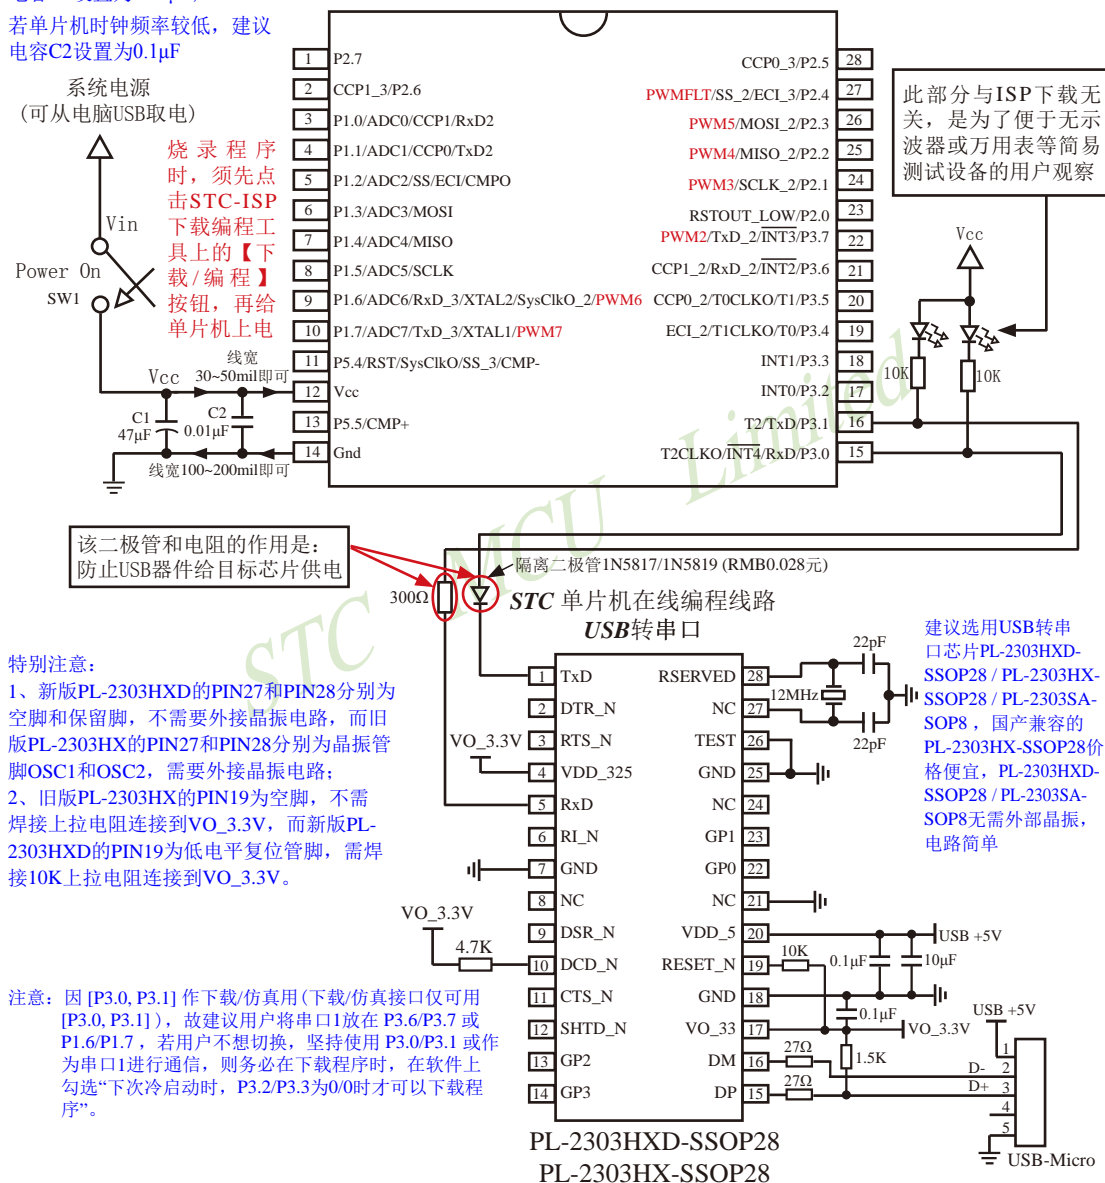 若单片机时钟频率较低，建议
电容C2设置为0.1μF
系统电源
(可从电脑USB取电)
烧录程序
时，须先点
击STC-ISP
下载编程工
具上的【下
载/编程】
按钮，再给
单片机上电
Vin
Power On
SW1
Vcc
线宽
30~50mil即可
C1
47μF
C2
0.01μF
线宽100~200mil即可
1 P2.7
2 CCP1_3/P2.6
3 P1.0/ADC0/CCP1/RxD2
4 P1.1/ADC1/CCP0/TxD2
5 P1.2/ADC2/SS/ECI/CMPO
6 P1.3/ADC3/MOSI
7 P1.4/ADC4/MISO
8 P1.5/ADC5/SCLK
9 P1.6/ADC6/RxD_3/XTAL2/SysClkO_2/PWM6
10 P1.7/ADC7/TxD_3/XTAL1/PWM7
11 P5.4/RST/SysClkO/SS_3/CMP-
12 Vcc
13 P5.5/CMP+
14 Gnd
CCP0_3/P2.5 28
PWMFLT/SS_2/ECI_3/P2.4 27
PWM5/MOSI_2/P2.3 26
PWM4/MISO_2/P2.2 25
PWM3/SCLK_2/P2.1 24
RSTOUT_LOW/P2.0 23
PWM2/TxD_2/INT3/P3.7 22
CCP1_2/RxD_2/INT2/P3.6 21
CCP0_2/T0CLKO/T1/P3.5 20
ECI_2/T1CLKO/T0/P3.4 19
INT1/P3.3 18
INT0/P3.2 17
T2/TxD/P3.1 16
T2CLKO/INT4/RxD/P3.0 15
此部分与ISP下载无
关，是为了便于无示
波器或万用表等简易
测试设备的用户观察
Vcc
10K
10K
STC MCU Limited
该二极管和电阻的作用是：
防止USB器件给目标芯片供电
300Ω
隔离二极管1N5817/1N5819 (RMB0.028元)
STC 单片机在线编程线路
USB转串口
特别注意：
1、新版PL-2303HXD的PIN27和PIN28分别为
空脚和保留脚，不需要外接晶振电路，而旧
版PL-2303HX的PIN27和PIN28分别为晶振管
脚OSC1和OSC2，需要外接晶振电路；
2、旧版PL-2303HX的PIN19为空脚，不需
焊接上拉电阻连接到VO_3.3V，而新版PL-
2303HXD的PIN19为低电平复位管脚，需焊
接10K上拉电阻连接到VO_3.3V。
VO_3.3V
VO_3.3V
4.7K
1 TxD
2 DTR_N
3 RTS_N
4 VDD_325
5 RxD
6 RI_N
7 GND
8 NC
9 DSR_N
10 DCD_N
11 CTS_N
12 SHTD_N
13 GP2
14 GP3
RSERVED 28
NC 27
TEST 26
GND 25
NC 24
GP1 23
GP0 22
NC 21
VDD_5 20
RESET_N 19
GND 18
VO_33 17
DM 16
DP 15
22pF
12MHz
22pF
建议选用USB转串
口芯片PL-2303HXD-
SSOP28 / PL-2303HX-
SSOP28 / PL-2303SA-
SOP8 ，国产兼容的
PL-2303HX-SSOP28价
格便宜，PL-2303HXD-
SSOP28 / PL-2303SA-
SOP8无需外部晶振，
电路简单
USB +5V
10K
0.1μF
10μF
0.1μF
VO_3.3V
27Ω
27Ω
1.5K
USB +5V
D-
D+
1
2
3
4
5
USB-Micro
注意：因 [P3.0, P3.1] 作下载/仿真用(下载/仿真接口仅可用
[P3.0, P3.1] )，故建议用户将串口1放在 P3.6/P3.7 或
P1.6/P1.7 ，若用户不想切换，坚持使用 P3.0/P3.1 或作
为串口1进行通信，则务必在下载程序时，在软件上
勾选“下次冷启动时，P3.2/P3.3为0/0时才可以下载程
序”。
PL-2303HXD-SSOP28
PL-2303HX-SSOP28